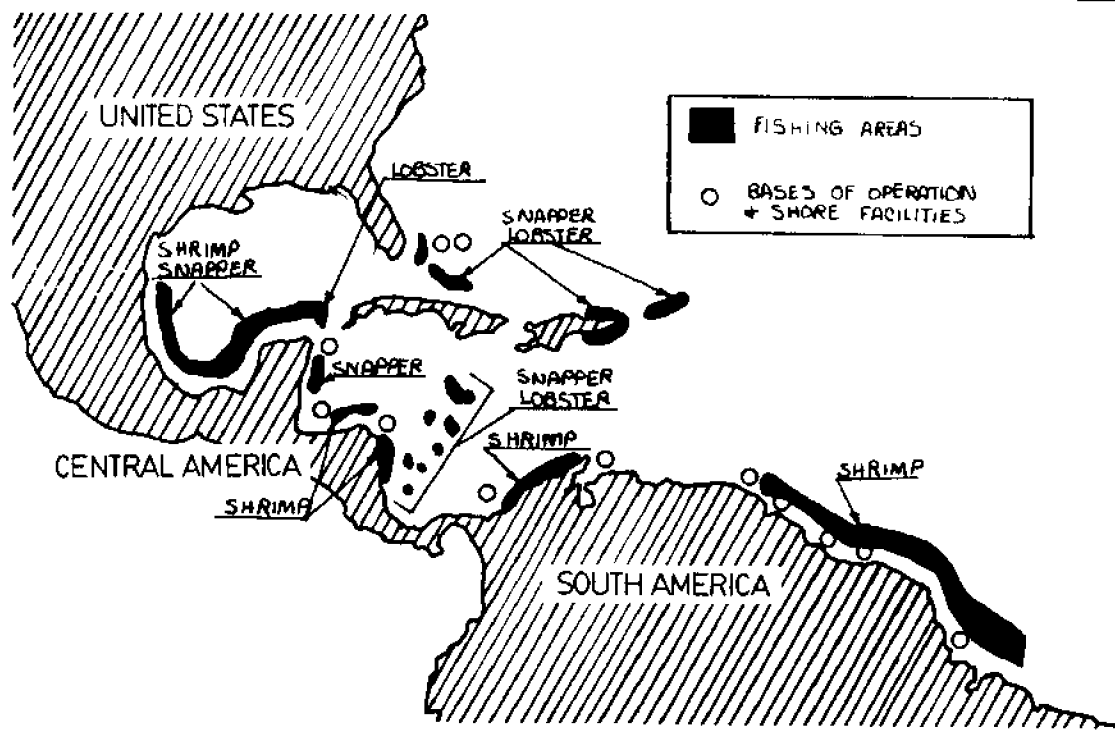 UNITED STATES
LOBSTER
FISHING AREAS
BASES OF OPERATION
+ SHORE FACILITIES
SNAPPER
LOBSTER
SHRIMP
SNAPPER
SNAPPER
SNAPPER
LOBSTER
SHRIMP
CENTRAL AMERICA
SHRIMP
SHRIMP
SOUTH AMERICA